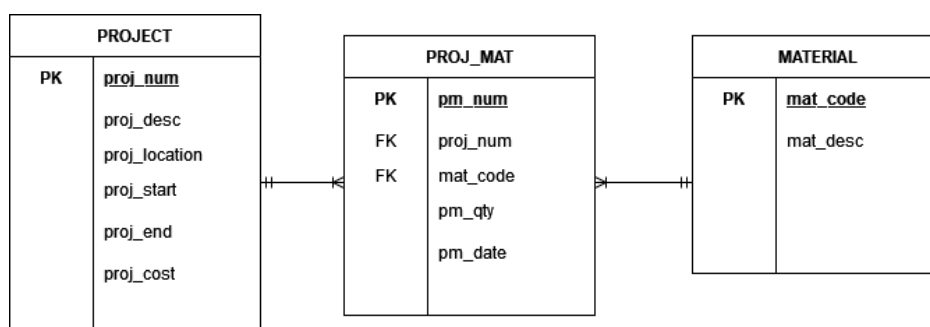 PROJECT
PK proj_num
proj_desc
proj_location
proj_start
proj_end
proj_cost
PROJ_MAT
PK pm_num
FK proj_num
FK mat_code
pm_qty
pm_date
MATERIAL
PK mat_code
mat_desc